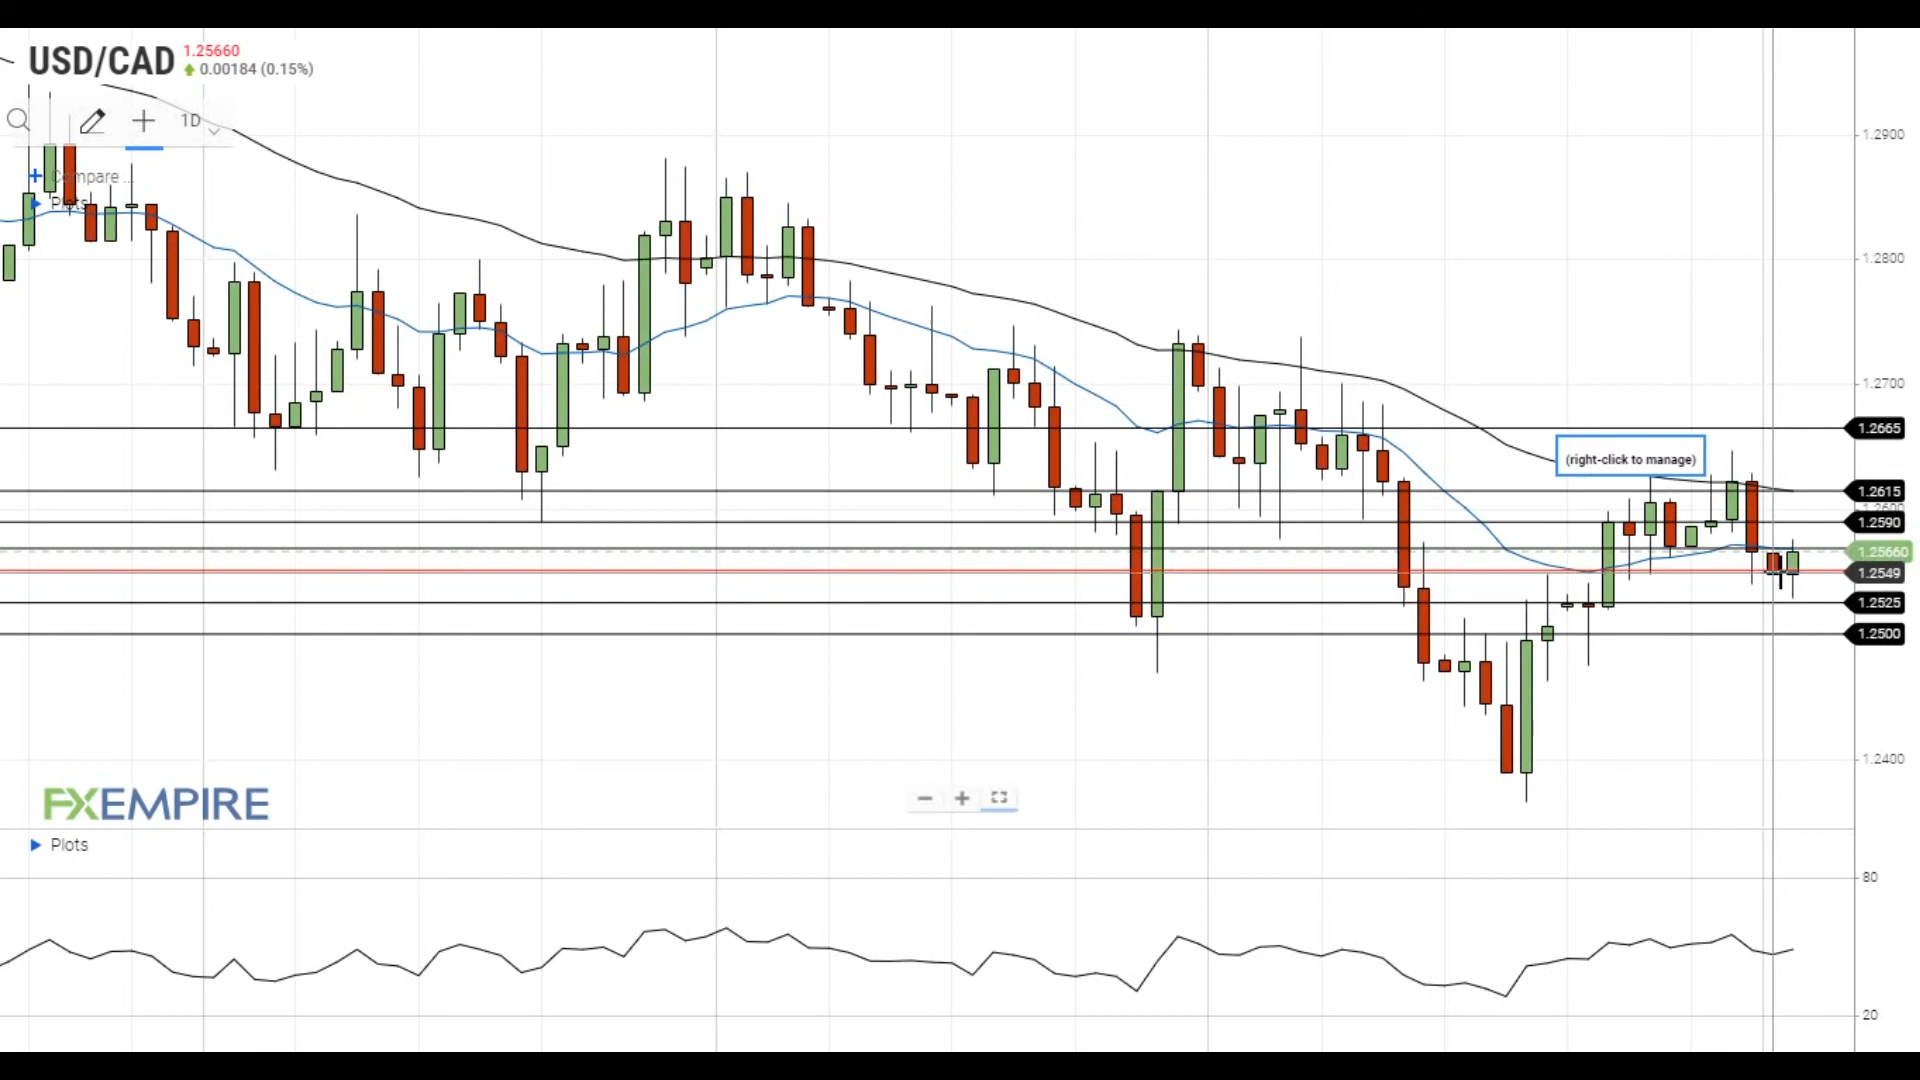 USD/CAD 1.25660
0.00184 (0.15%)
1D
Compare ...
Plots
1.2900
1.2800
1.2700
1.2665
(right-click to manage)
1.2615
1.2600
1.2590
1.25660
1.2549
1.2525
1.2500
1.2400
FXEMPIRE
Plots
80
20